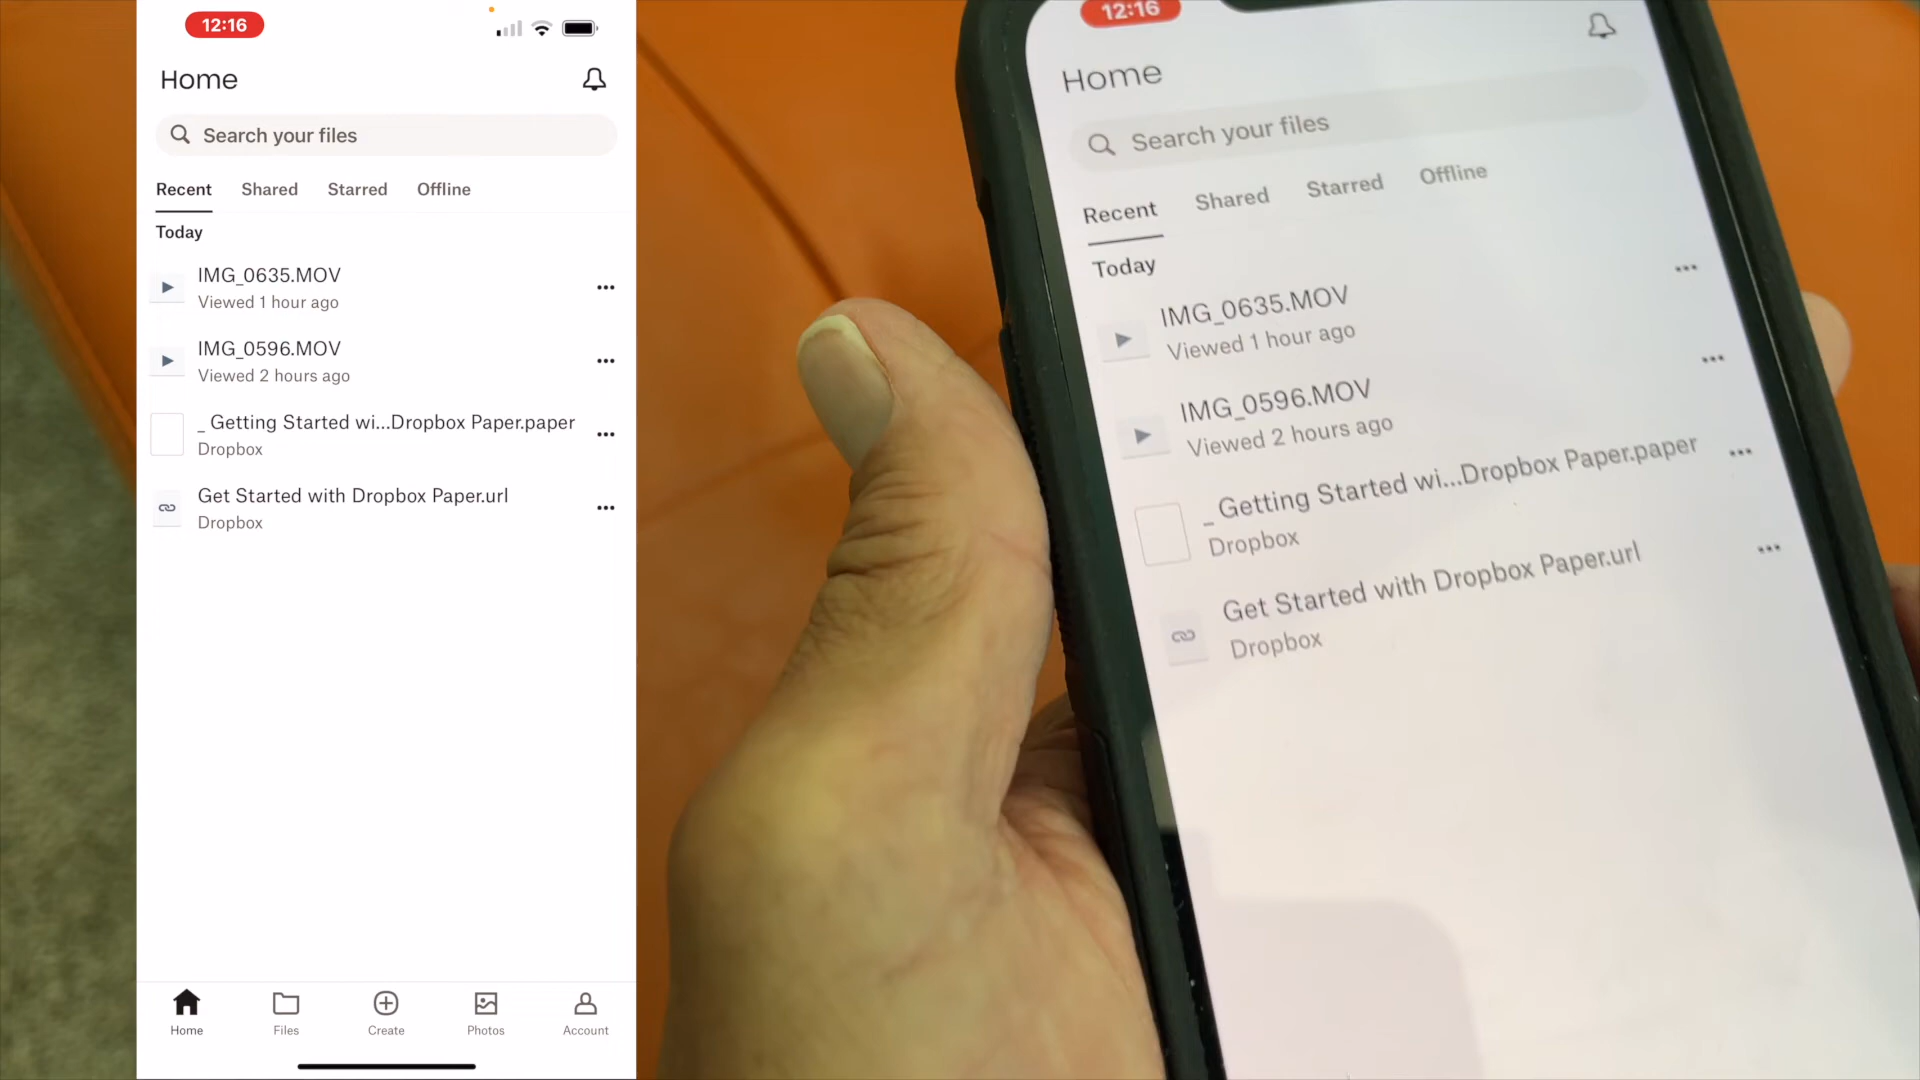 12:16
Home
Search your files
Recent Shared Starred Offline
Today
IMG_0635.MOV
Viewed 1 hour ago
IMG_0596.MOV
Viewed 2 hours ago
_ Getting Started wi...Dropbox Paper.paper
Dropbox
Get Started with Dropbox Paper.url
Dropbox
Home Files Create Photos Account
12:16
Home
Search your files
Recent Shared Starred Offline
Today
IMG_0635.MOV
Viewed 1 hour ago
IMG_0596.MOV
Viewed 2 hours ago
_ Getting Started wi...Dropbox Paper.paper
Dropbox
Get Started with Dropbox Paper.url
Dropbox